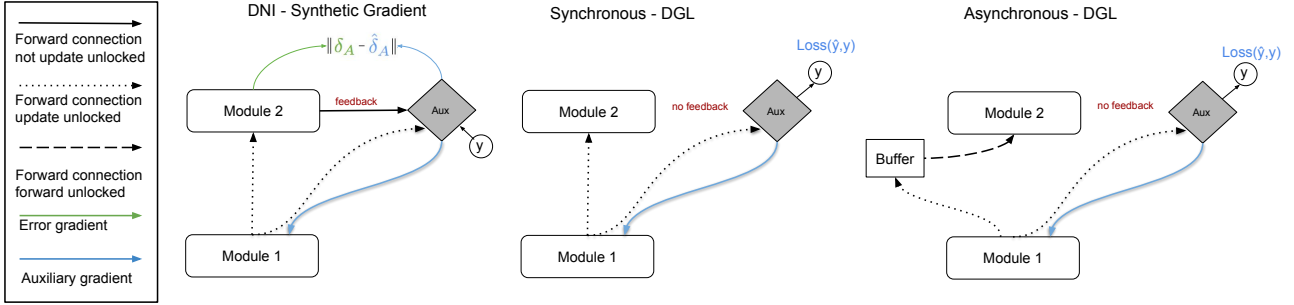 Forward connection
not update unlocked
Forward connection
update unlocked
Forward connection
forward unlocked
Error gradient
Auxiliary gradient
DNI - Synthetic Gradient
‖δ_A - δ̂_A‖
Module 2
feedback
Aux
y
Module 1
Synchronous - DGL
Loss(ŷ,y)
y
Module 2
no feedback
Aux
Module 1
Asynchronous - DGL
Loss(ŷ,y)
y
Module 2
no feedback
Aux
Buffer
Module 1